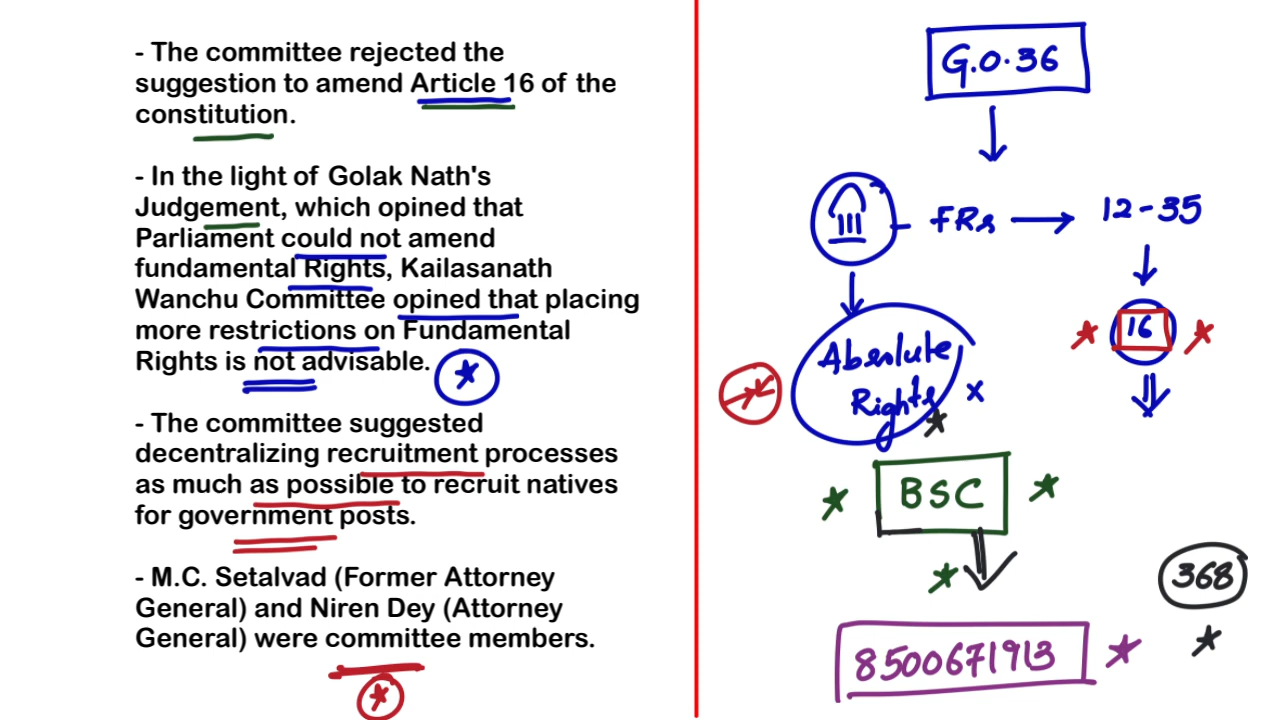 - The committee rejected the
suggestion to amend Article 16 of the
constitution.
- In the light of Golak Nath's
Judgement, which opined that
Parliament could not amend
fundamental Rights, Kailasanath
Wanchu Committee opined that placing
more restrictions on Fundamental
Rights is not advisable.
- The committee suggested
decentralizing recruitment processes
as much as possible to recruit natives
for government posts.
- M.C. Setalvad (Former Attorney
General) and Niren Dey (Attorney
General) were committee members.
G.O.36
III - FRs → 12-35
16
Absolute
Rights x
BSC
368
8500671913